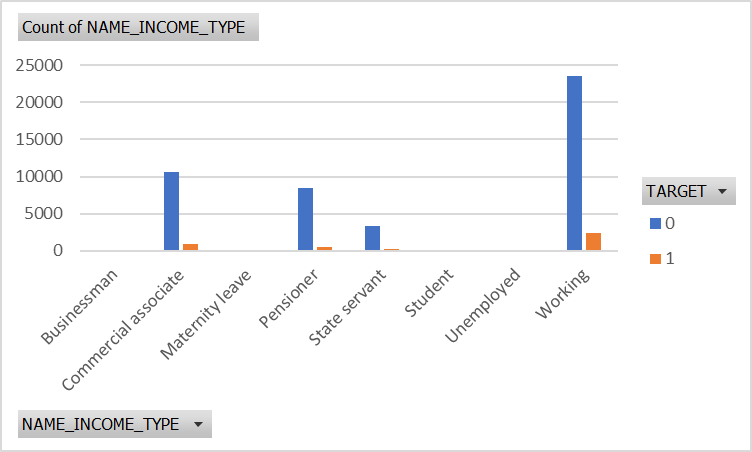 Count of NAME_INCOME_TYPE
25000
20000
15000
10000
5000
0
Businessman
Commercial associate
Maternity leave
Pensioner
State servant
Student
Unemployed
Working
TARGET
0
1
NAME_INCOME_TYPE